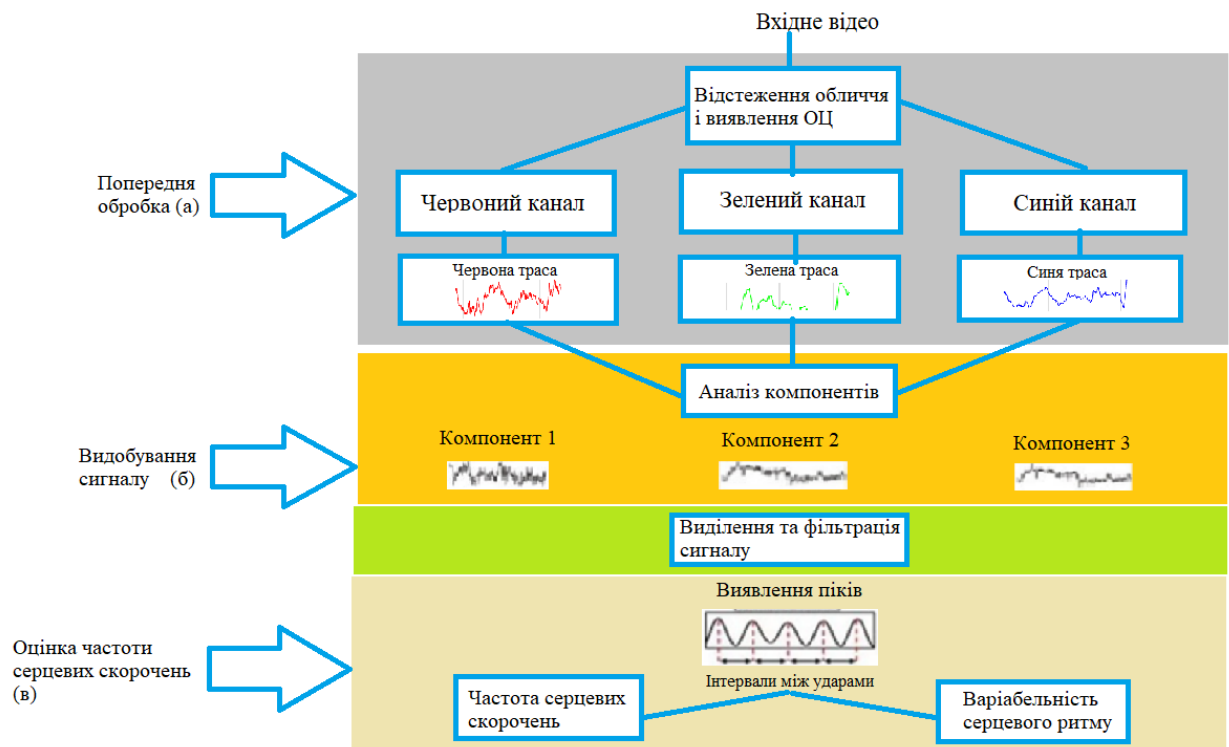 Вхідне відео
Відстеження обличчя
і виявлення ОЦ
Попередня
обробка (а)
Червоний канал
Зелений канал
Синій канал
Червона траса
Зелена траса
Синя траса
Аналіз компонентів
Видобування
сигналу (б)
Компонент 1
Компонент 2
Компонент 3
Виділення та фільтрація
сигналу
Оцінка частоти
серцевих скорочень
(в)
Виявлення піків
Інтервали між ударами
Частота серцевих
скорочень
Варіабельність
серцевого ритму